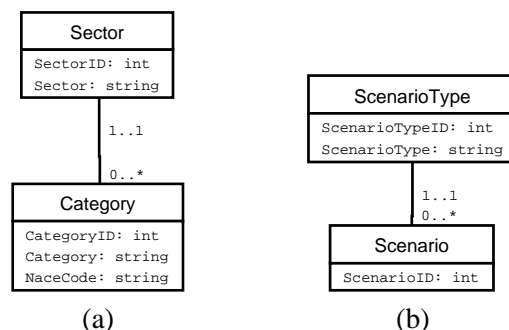 Sector
SectorID: int
Sector: string
1..1
0..*
Category
CategoryID: int
Category: string
NaceCode: string
(a)
ScenarioType
ScenarioTypeID: int
ScenarioType: string
1..1
0..*
Scenario
ScenarioID: int
(b)